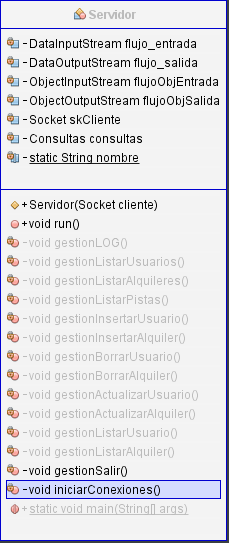 Servidor
- DataInputStream flujo_entrada
- DataOutputStream flujo_salida
- ObjectInputStream flujoObjEntrada
- ObjectOutputStream flujoObjSalida
- Socket skCliente
- Consultas consultas
- static String nombre
+ Servidor(Socket cliente)
+ void run()
- void gestionLOG()
- void gestionListarUsuarios()
- void gestionListarAlquileres()
- void gestionListarPistas()
- void gestionInsertarUsuario()
- void gestionInsertarAlquiler()
- void gestionBorrarUsuario()
- void gestionBorrarAlquiler()
- void gestionActualizarUsuario()
- void gestionActualizarAlquiler()
- void gestionListarUsuario()
- void gestionListarAlquiler()
- void gestionSalir()
- void iniciarConexiones()
+ static void main(String[] args)